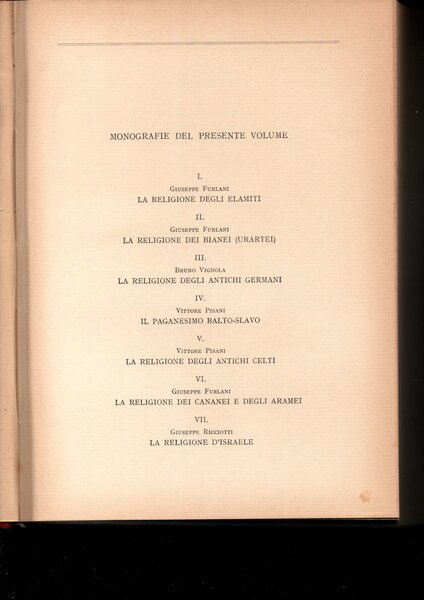 MONOGRAFIE DEL PRESENTE VOLUME
I.
Giuseppe Furlani
LA RELIGIONE DEGLI ELAMITI
II.
Giuseppe Furlani
LA RELIGIONE DEI BIANEI (URARTEI)
III.
Bruno Vignola
LA RELIGIONE DEGLI ANTICHI GERMANI
IV.
Vittore Pisani
IL PAGANESIMO BALTO-SLAVO
V.
Vittore Pisani
LA RELIGIONE DEGLI ANTICHI CELTI
VI.
Giuseppe Furlani
LA RELIGIONE DEI CANANEI E DEGLI ARAMEI
VII.
Giuseppe Ricciotti
LA RELIGIONE D'ISRAELE